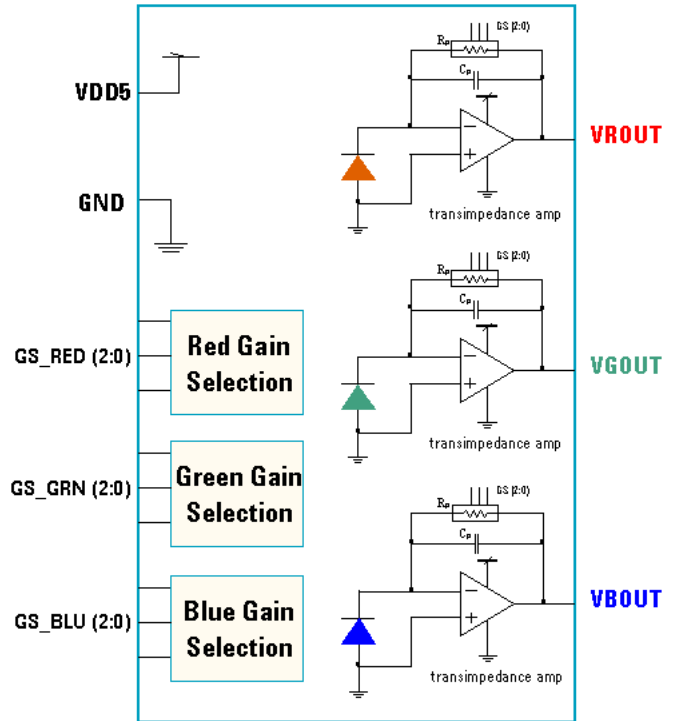 VDD5
GND
GS_RED (2:0)
Red Gain
Selection
GS_GRN (2:0)
Green Gain
Selection
GS_BLU (2:0)
Blue Gain
Selection
GS (2:0)
Rₚ
Cₚ
VROUT
transimpedance amp
GS (2:0)
Rₚ
Cₚ
VGOUT
transimpedance amp
GS (2:0)
Rₚ
Cₚ
VBOUT
transimpedance amp